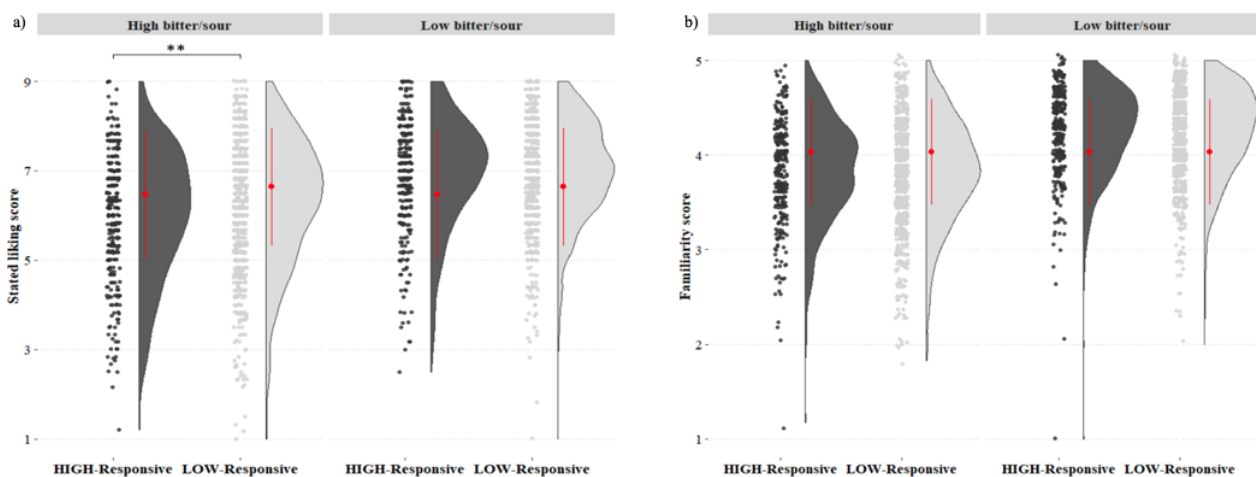 a)
High bitter/sour
Low bitter/sour
**
Stated liking score
9
7
5
3
1
HIGH-Responsive
LOW-Responsive
HIGH-Responsive
LOW-Responsive
b)
High bitter/sour
Low bitter/sour
Familiarity score
5
4
3
2
1
HIGH-Responsive
LOW-Responsive
HIGH-Responsive
LOW-Responsive